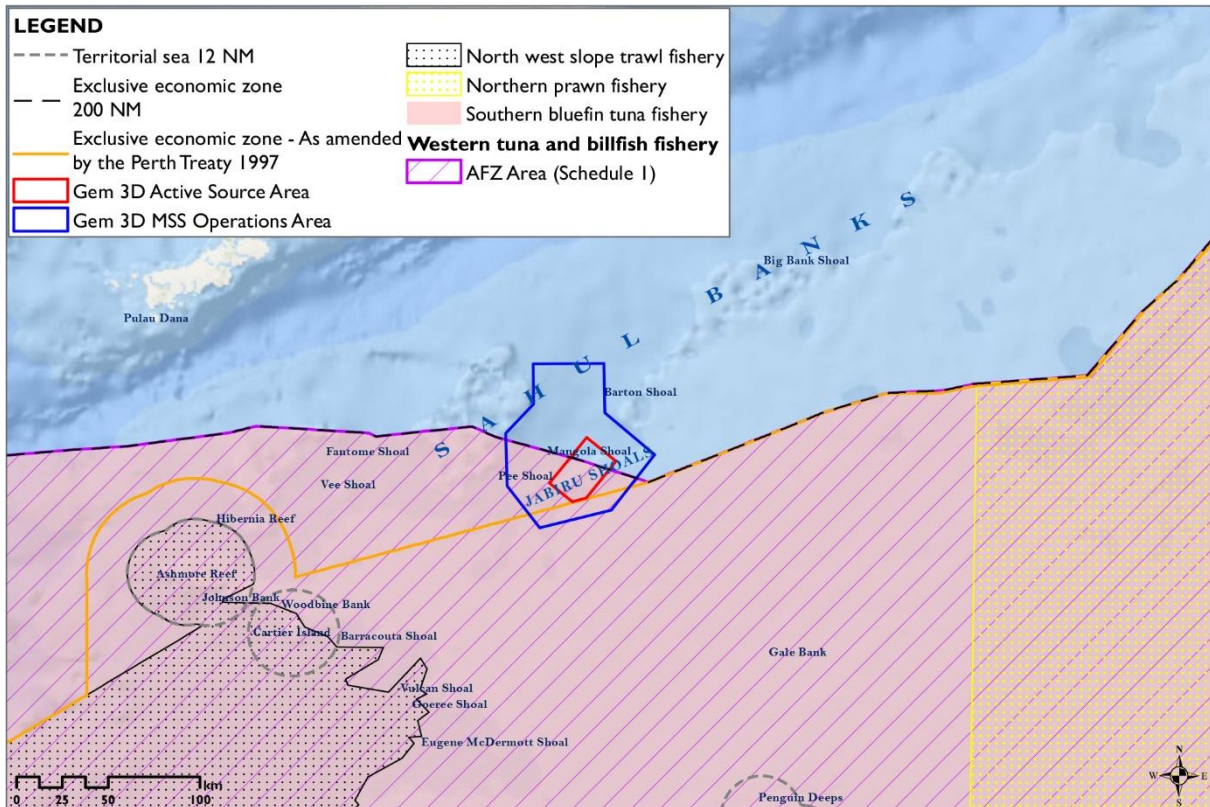 LEGEND
Territorial sea 12 NM
Exclusive economic zone
200 NM
Exclusive economic zone - As amended
by the Perth Treaty 1997
Gem 3D Active Source Area
Gem 3D MSS Operations Area
North west slope trawl fishery
Northern prawn fishery
Southern bluefin tuna fishery
Western tuna and billfish fishery
AFZ Area (Schedule 1)
SAHUL BANKS
Big Bank Shoal
Pulau Dana
Barton Shoal
Fantome Shoal
Mangola Shoal
Pee Shoal
JABIRU SHOALS
Vee Shoal
Hibernia Reef
Ashmore Reef
Johnson Bank
Woodbine Bank
Cartier Island
Barracouta Shoal
Gale Bank
Vulcan Shoal
Goeree Shoal
Eugene McDermott Shoal
Penguin Deeps
0 25 50 100 km
N
W E